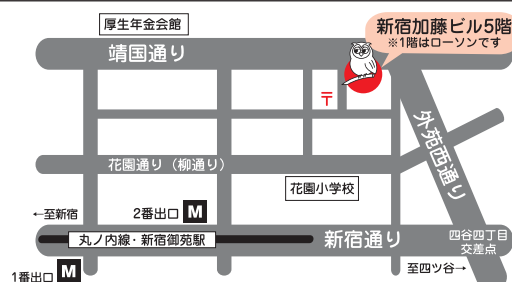 厚生年金会館
新宿加藤ビル5階
※1階はローソンです
靖国通り
〒
外苑西通り
花園通り（柳通り）
花園小学校
←至新宿
2番出口 M
丸ノ内線・新宿御苑駅
新宿通り
四谷四丁目
交差点
1番出口 M
至四ツ谷→